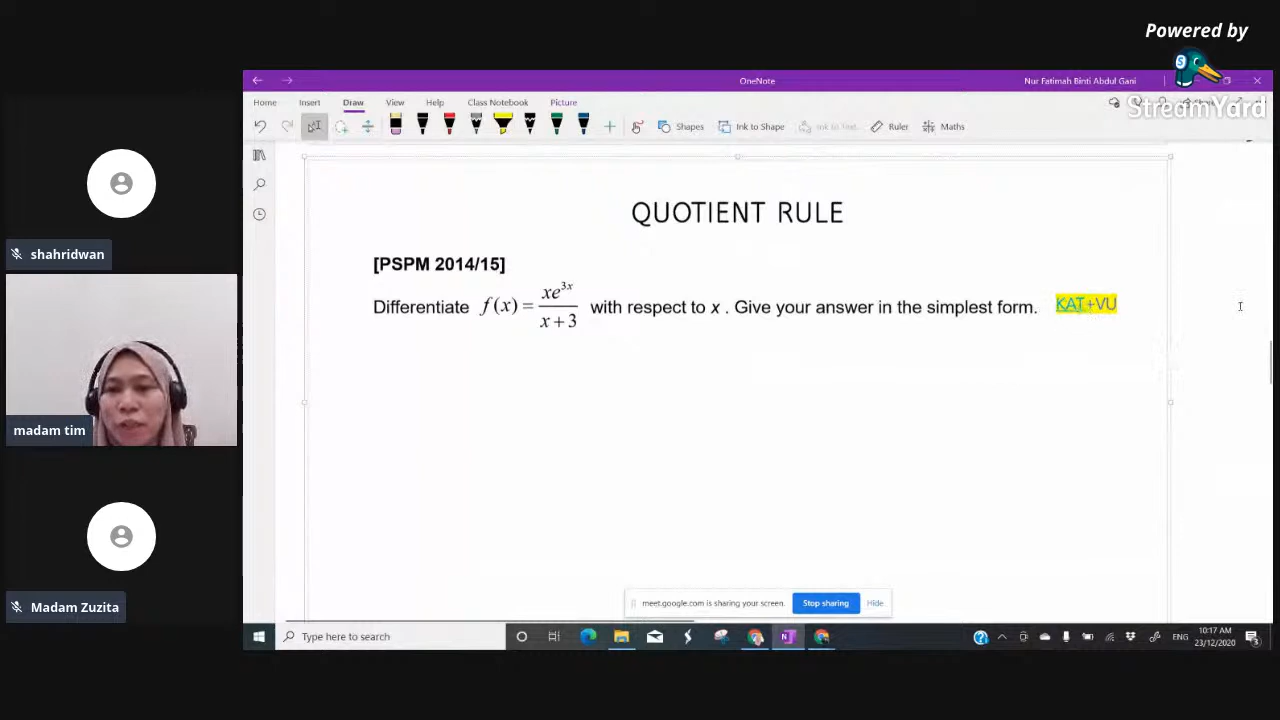 Powered by
StreamYard
OneNote
Nur Fatimah Binti Abdul Gani
Home Insert Draw View Help Class Notebook Picture
Shapes Ink to Shape Ink to Text Ruler Maths
QUOTIENT RULE
[PSPM 2014/15]
Differentiate f(x) = xe^{3x} / (x + 3) with respect to x . Give your answer in the simplest form. KAT+VU
shahridwan
madam tim
Madam Zuzita
meet.google.com is sharing your screen. Stop sharing Hide
Type here to search
ENG
10:17 AM
23/12/2020